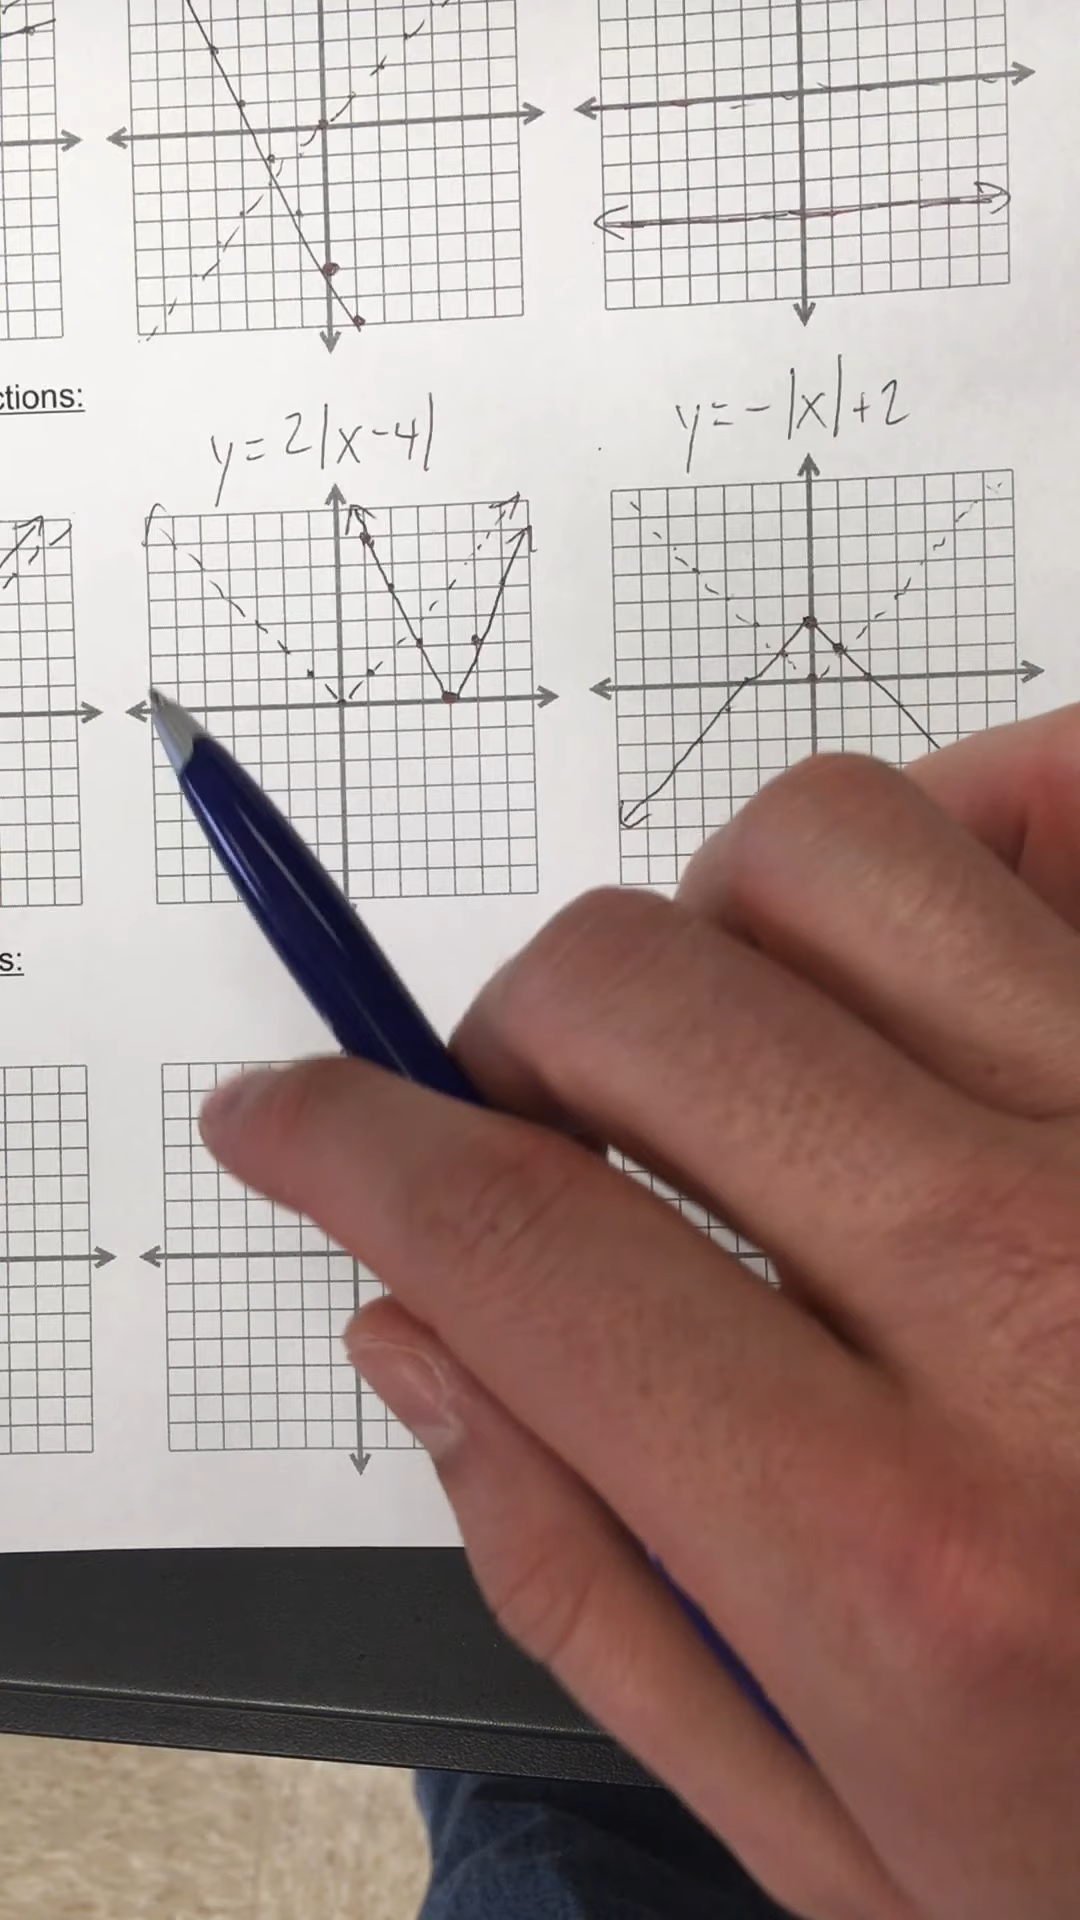 ctions:
y = 2|x-4|
y = -|x|+2
s: